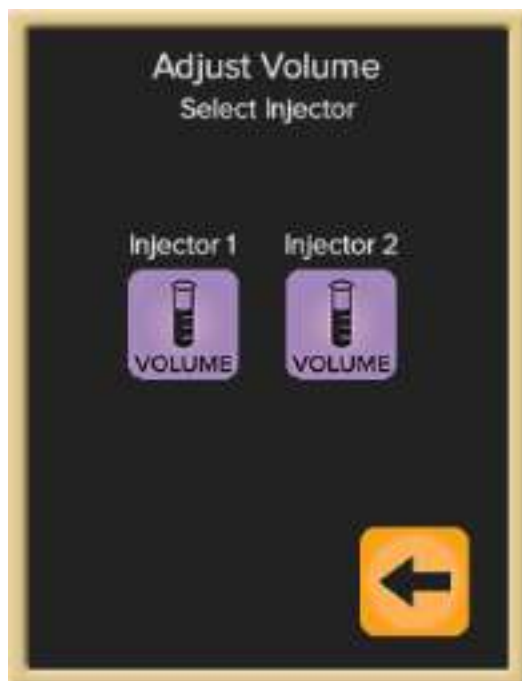 Adjust Volume
Select Injector
Injector 1 Injector 2
VOLUME VOLUME